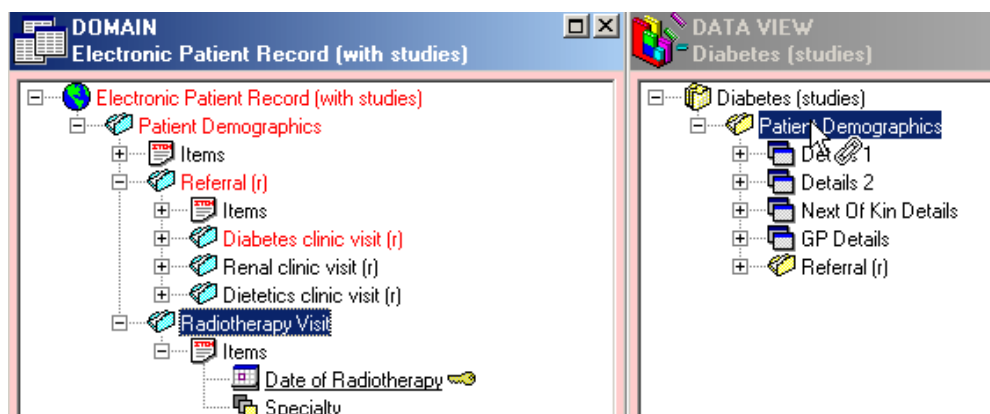 DOMAIN
Electronic Patient Record (with studies)
Electronic Patient Record (with studies)
Patient Demographics
Items
Referral (r)
Items
Diabetes clinic visit (r)
Renal clinic visit (r)
Dietetics clinic visit (r)
Radiotherapy Visit
Items
Date of Radiotherapy
Specialty
DATA VIEW
Diabetes (studies)
Diabetes (studies)
Patient Demographics
1
Details 2
Next Of Kin Details
GP Details
Referral (r)